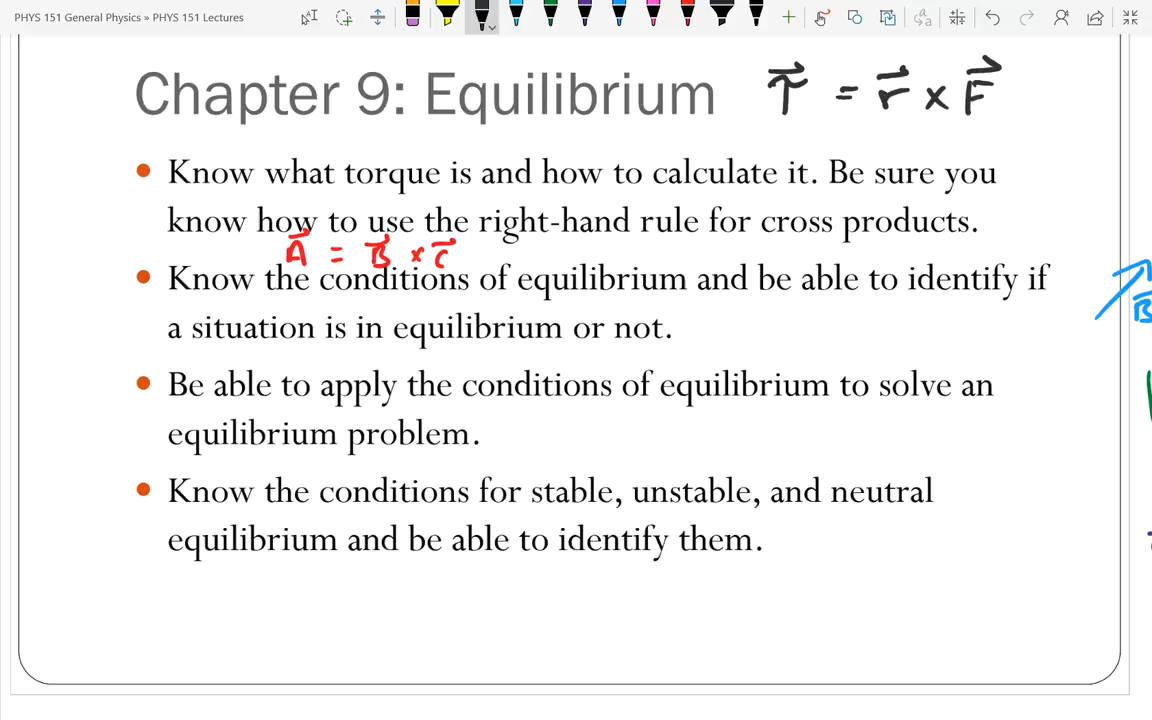 PHYS 151 General Physics » PHYS 151 Lectures
Chapter 9: Equilibrium τ⃗ = r⃗ × F⃗
• Know what torque is and how to calculate it. Be sure you
know how to use the right-hand rule for cross products.
A⃗ = B⃗ × C⃗
• Know the conditions of equilibrium and be able to identify if
a situation is in equilibrium or not.
B
• Be able to apply the conditions of equilibrium to solve an
equilibrium problem.
• Know the conditions for stable, unstable, and neutral
equilibrium and be able to identify them.